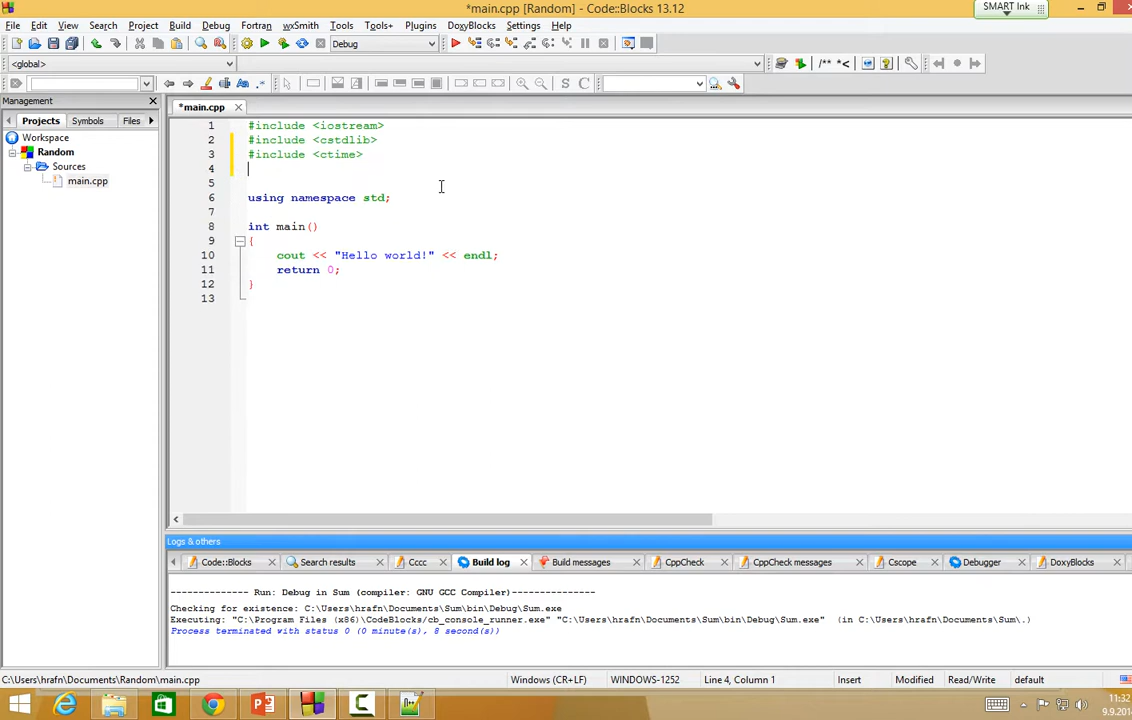 *main.cpp [Random] - Code::Blocks 13.12
SMART Ink
File Edit View Search Project Build Debug Fortran wxSmith Tools Tools+ Plugins DoxyBlocks Settings Help
Debug
<global>
/** *<
S C
Management
*main.cpp
Projects Symbols Files
Workspace
Random
Sources
main.cpp
1 #include <iostream>
2 #include <cstdlib>
3 #include <ctime>
4
5
6 using namespace std;
7
8 int main()
9 {
10 cout << "Hello world!" << endl;
11 return 0;
12 }
13
Logs & others
Code::Blocks Search results Cccc Build log Build messages CppCheck CppCheck messages Cscope Debugger DoxyBlocks
-------------- Run: Debug in Sum (compiler: GNU GCC Compiler)---------------
Checking for existence: C:\Users\hrafn\Documents\Sum\bin\Debug\Sum.exe
Executing: "C:\Program Files (x86)\CodeBlocks/cb_console_runner.exe" "C:\Users\hrafn\Documents\Sum\bin\Debug\Sum.exe" (in C:\Users\hrafn\Documents\Sum\.)
Process terminated with status 0 (0 minute(s), 8 second(s))
C:\Users\hrafn\Documents\Random\main.cpp Windows (CR+LF) WINDOWS-1252 Line 4, Column 1 Insert Modified Read/Write default
11:32
9.9.201